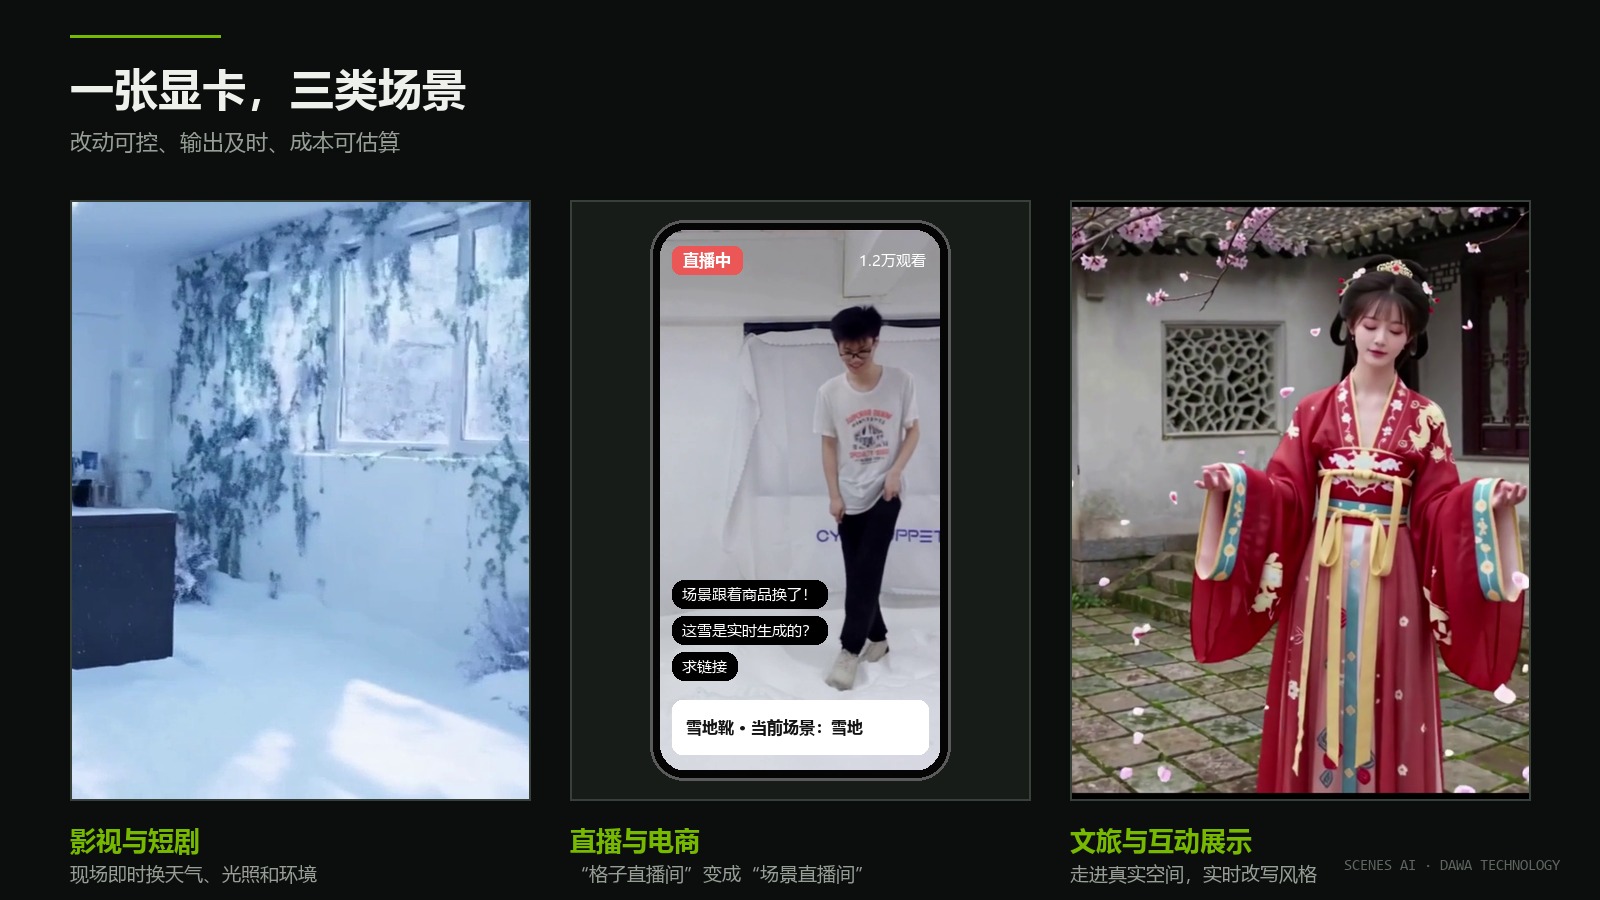 一张显卡，三类场景
改动可控、输出及时、成本可估算
直播中
1.2万观看
场景跟着商品换了！
这雪是实时生成的？
求链接
雪地靴・当前场景：雪地
影视与短剧
现场即时换天气、光照和环境
直播与电商
“格子直播间”变成“场景直播间”
文旅与互动展示
走进真实空间，实时改写风格
SCENES AI · DAWA TECHNOLOGY